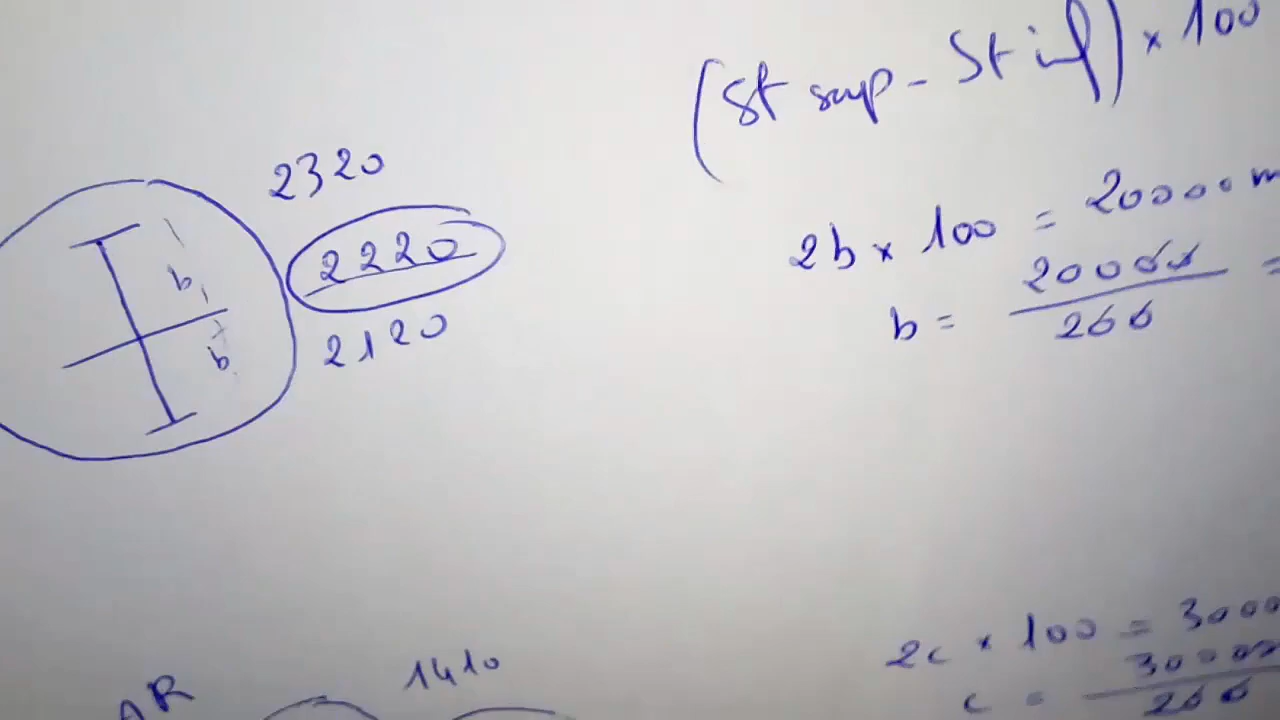 (St sup - St inf) × 100
2320
2220
2120
b
b
2b × 100 = 20000 m
b = 20000 / 200 =
2c × 100 = 3000
c = 30000 / 200
1410
AR